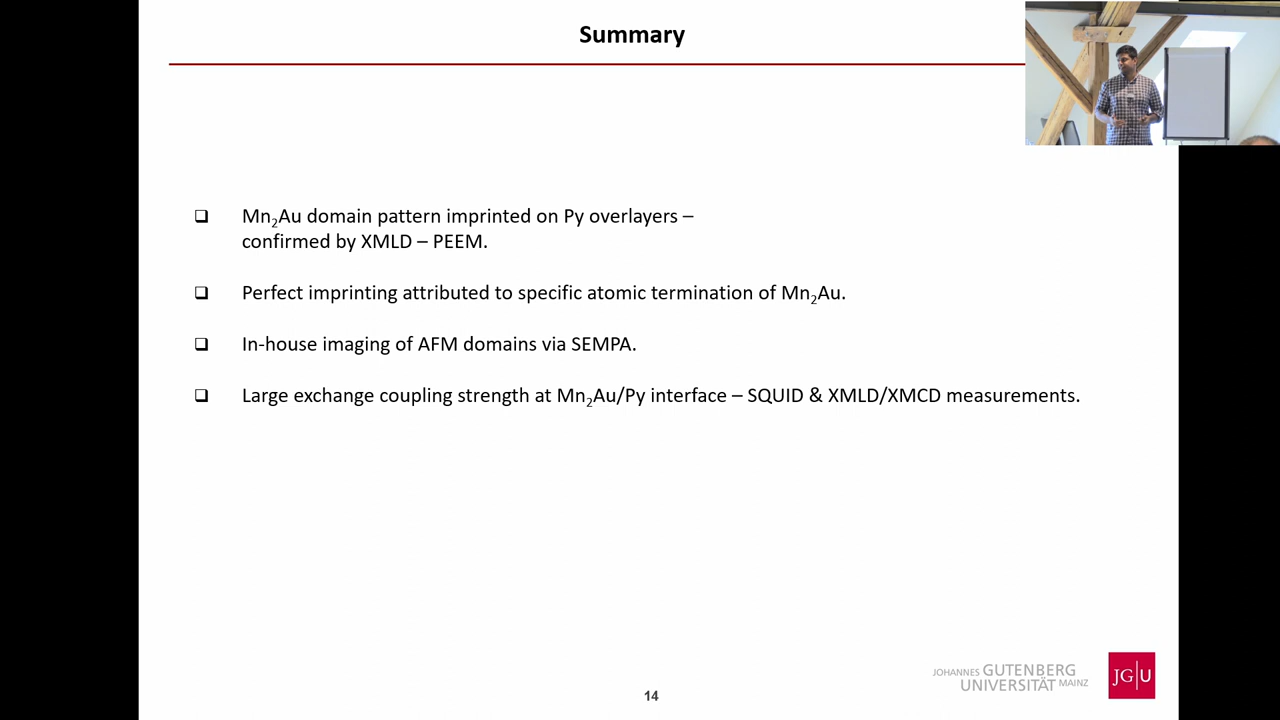 Summary
❑ Mn₂Au domain pattern imprinted on Py overlayers –
confirmed by XMLD – PEEM.
❑ Perfect imprinting attributed to specific atomic termination of Mn₂Au.
❑ In-house imaging of AFM domains via SEMPA.
❑ Large exchange coupling strength at Mn₂Au/Py interface – SQUID & XMLD/XMCD measurements.
JOHANNES GUTENBERG
UNIVERSITÄT MAINZ
JG|U
14